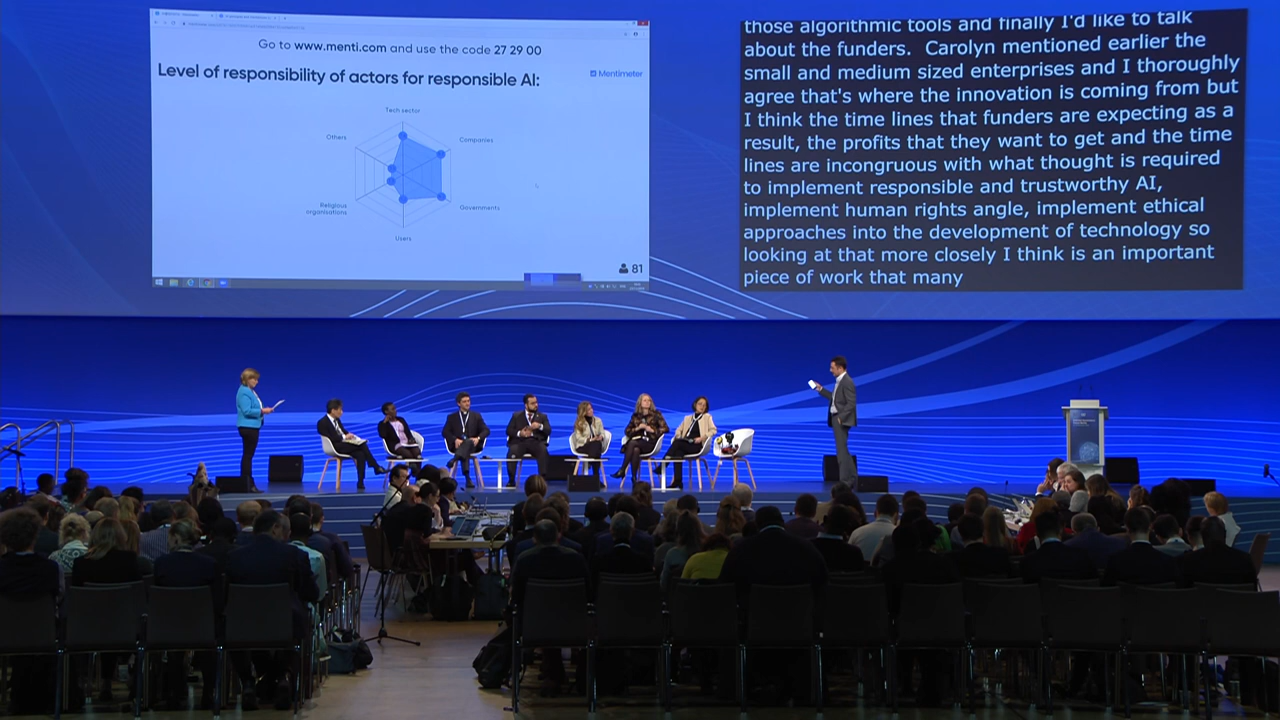 Go to www.menti.com and use the code 27 29 00
Level of responsibility of actors for responsible AI:
Mentimeter
Tech sector
Others
Companies
Religious
organisations
Governments
Users
81
those algorithmic tools and finally I'd like to talk
about the funders.  Carolyn mentioned earlier the
small and medium sized enterprises and I thoroughly
agree that's where the innovation is coming from but
I think the time lines that funders are expecting as a
result, the profits that they want to get and the time
lines are incongruous with what thought is required
to implement responsible and trustworthy AI,
implement human rights angle, implement ethical
approaches into the development of technology so
looking at that more closely I think is an important
piece of work that many